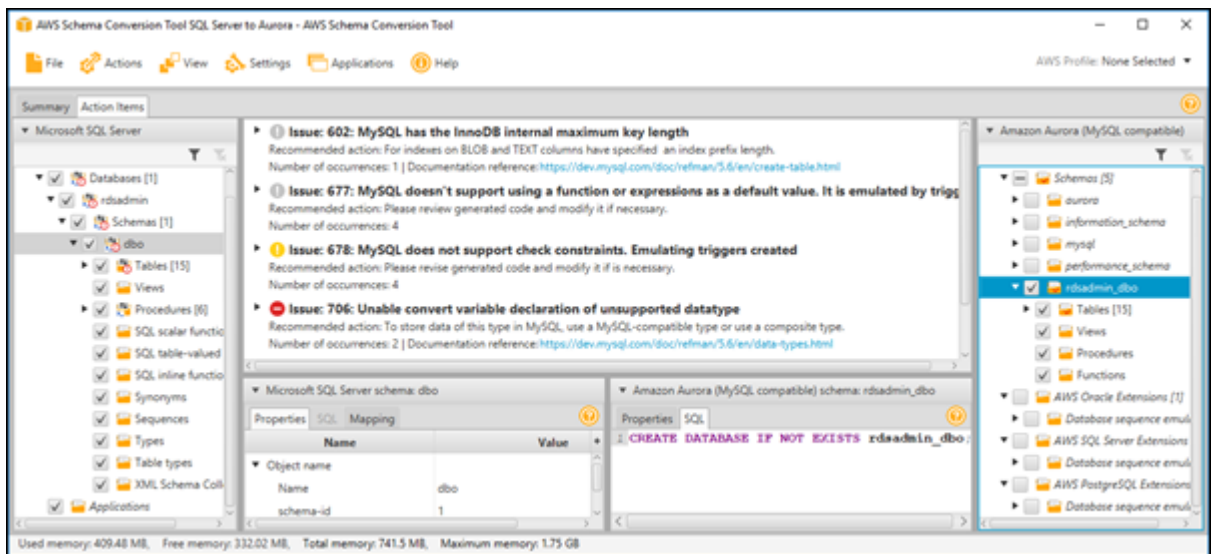 AWS Schema Conversion Tool SQL Server to Aurora - AWS Schema Conversion Tool
File Actions View Settings Applications Help
AWS Profile: None Selected
Summary Action Items
Microsoft SQL Server
Databases [1]
rdsadmin
Schemas [1]
dbo
Tables [15]
Views
Procedures [6]
SQL scalar functic
SQL table-valued
SQL inline functio
Synonyms
Sequences
Types
Table types
XML Schema Coll
Applications
Issue: 602: MySQL has the InnoDB internal maximum key length
Recommended action: For indexes on BLOB and TEXT columns have specified an index prefix length.
Number of occurrences: 1 | Documentation reference:https://dev.mysql.com/doc/refman/5.6/en/create-table.html
Issue: 677: MySQL doesn't support using a function or expressions as a default value. It is emulated by trigg
Recommended action: Please review generated code and modify it if necessary.
Number of occurrences: 4
Issue: 678: MySQL does not support check constraints. Emulating triggers created
Recommended action: Please revise generated code and modify it if is necessary.
Number of occurrences: 4
Issue: 706: Unable convert variable declaration of unsupported datatype
Recommended action: To store data of this type in MySQL, use a MySQL-compatible type or use a composite type.
Number of occurrences: 2 | Documentation reference:https://dev.mysql.com/doc/refman/5.6/en/data-types.html
Microsoft SQL Server schema: dbo
Properties SQL Mapping
Name Value
Object name
Name dbo
schema-id 1
Amazon Aurora (MySQL compatible) schema: rdsadmin_dbo
Properties SQL
1 CREATE DATABASE IF NOT EXISTS rdsadmin_dbo;
Amazon Aurora (MySQL compatible)
Schemas [5]
aurora
information_schema
mysql
performance_schema
rdsadmin_dbo
Tables [15]
Views
Procedures
Functions
AWS Oracle Extensions [1]
Database sequence emula
AWS SQL Server Extensions
Database sequence emula
AWS PostgreSQL Extensions
Database sequence emula
Used memory: 409.48 MB, Free memory: 332.02 MB, Total memory: 741.5 MB, Maximum memory: 1.75 GB